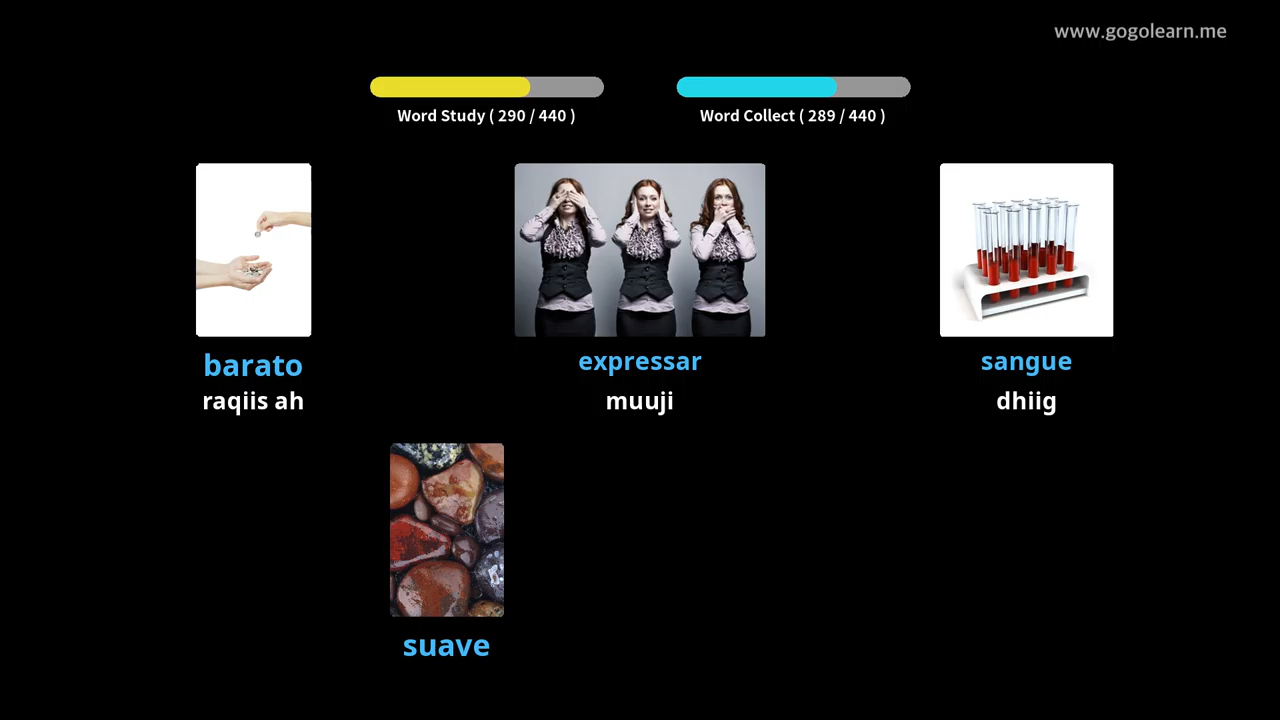 www.gogolearn.me
Word Study ( 290 / 440 )
Word Collect ( 289 / 440 )
barato
raqiis ah
expressar
muuji
sangue
dhiig
suave